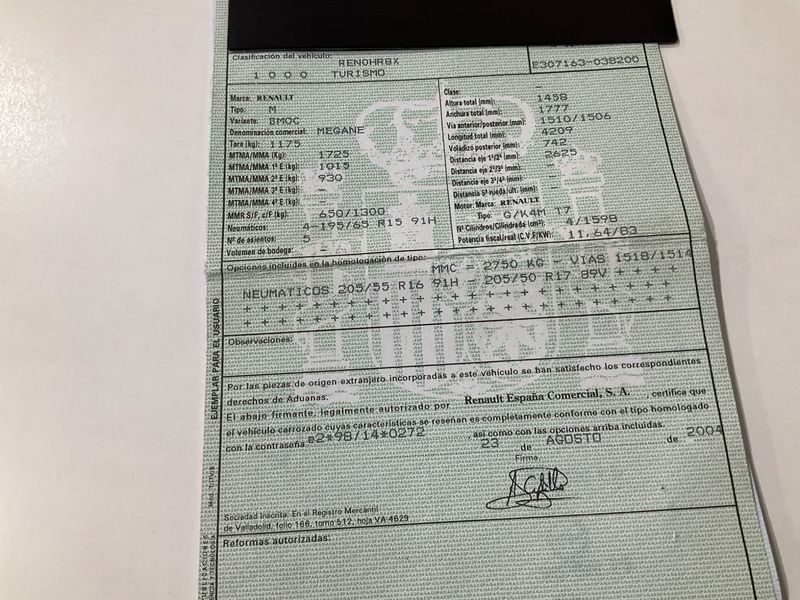 Clasificación del vehículo: RENOHR8X
1000 TURISMO
E307163-038200
Marca: RENAULT
Tipo: M
Variante: BMOC
Denominación comercial: MEGANE
Tara (kg): 1175
MTMA/MMA (Kg): 1725
MTMA/MMA 1º E (kg): 1015
MTMA/MMA 2º E (kg): 930
MTMA/MMA 3º E (kg): -
MTMA/MMA 4º E (kg): -
MMR S/F, c/F (kg): 650/1300
Neumáticos: 4-195/65 R15 91H
Nº de asientos: 5
Volumen de bodega: -
Clase: -
Altura total (mm): 1458
Anchura total (mm): 1777
Vía anterior/posterior (mm): 1510/1506
Longitud total (mm): 4209
Voladizo posterior (mm): 742
Distancia eje 1º/2º (mm): 2625
Distancia eje 2º/3º (mm): -
Distancia eje 3º/4º (mm): -
Distancia 5ª rueda/últ. (mm): -
Motor: Marca: RENAULT
Tipo: G/K4M T7
Nº Cilindros/Cilindrada (cm³): 4/1598
Potencia fiscal/real (C.V.F/KW): 11,64/83
Opciones incluidas en la homologación de tipo: MMC = 2750 KG - VIAS 1518/1514
NEUMATICOS 205/55 R16 91H - 205/50 R17 89V + + + +
+ + + + + + + + + + + + + + + + + + + + + + +
+ + + + + + + + + + + + + + + + + + + + + + +
Observaciones:
Por las piezas de origen extranjero incorporadas a este vehículo se han satisfecho los correspondientes
derechos de Aduanas.
El abajo firmante, legalmente autorizado por Renault España Comercial, S. A. , certifica que
el vehículo carrozado cuyas características se reseñan es completamente conforme con el tipo homologado
con la contraseña e2*98/14*0272 , así como con las opciones arriba incluidas.
23 de AGOSTO de 2004
Firma
Sociedad Inscrita: En el Registro Mercantil
de Valladolid, folio 166, tomo 512, hoja VA-4629
Reformas autorizadas:
EJEMPLAR PARA EL USUARIO